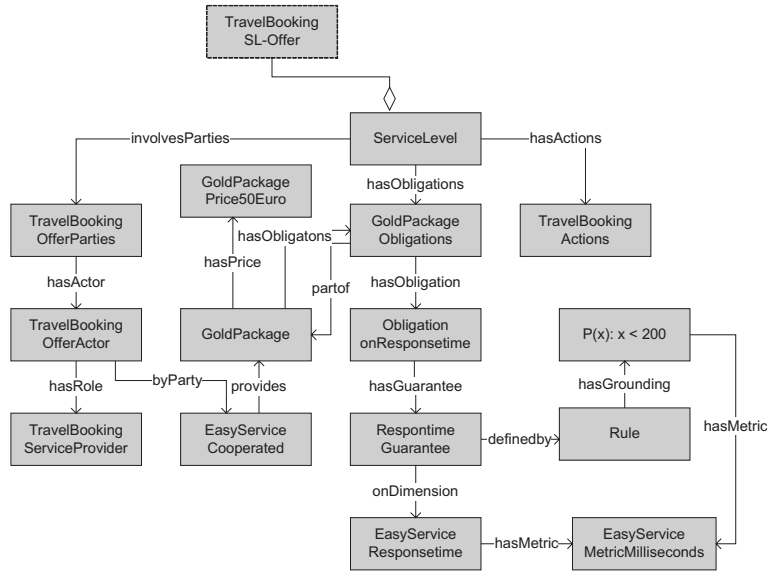 TravelBooking
SL-Offer
involvesParties
ServiceLevel
hasActions
GoldPackage
Price50Euro
hasObligations
TravelBooking
OfferParties
GoldPackage
Obligations
TravelBooking
Actions
hasObligatons
hasPrice
hasActor
partof
hasObligation
TravelBooking
OfferActor
GoldPackage
Obligation
onResponsetime
P(x): x < 200
hasRole
byParty
provides
hasGuarantee
hasGrounding
TravelBooking
ServiceProvider
EasyService
Cooperated
Respontime
Guarantee
definedby
Rule
hasMetric
onDimension
EasyService
Responsetime
hasMetric
EasyService
MetricMilliseconds